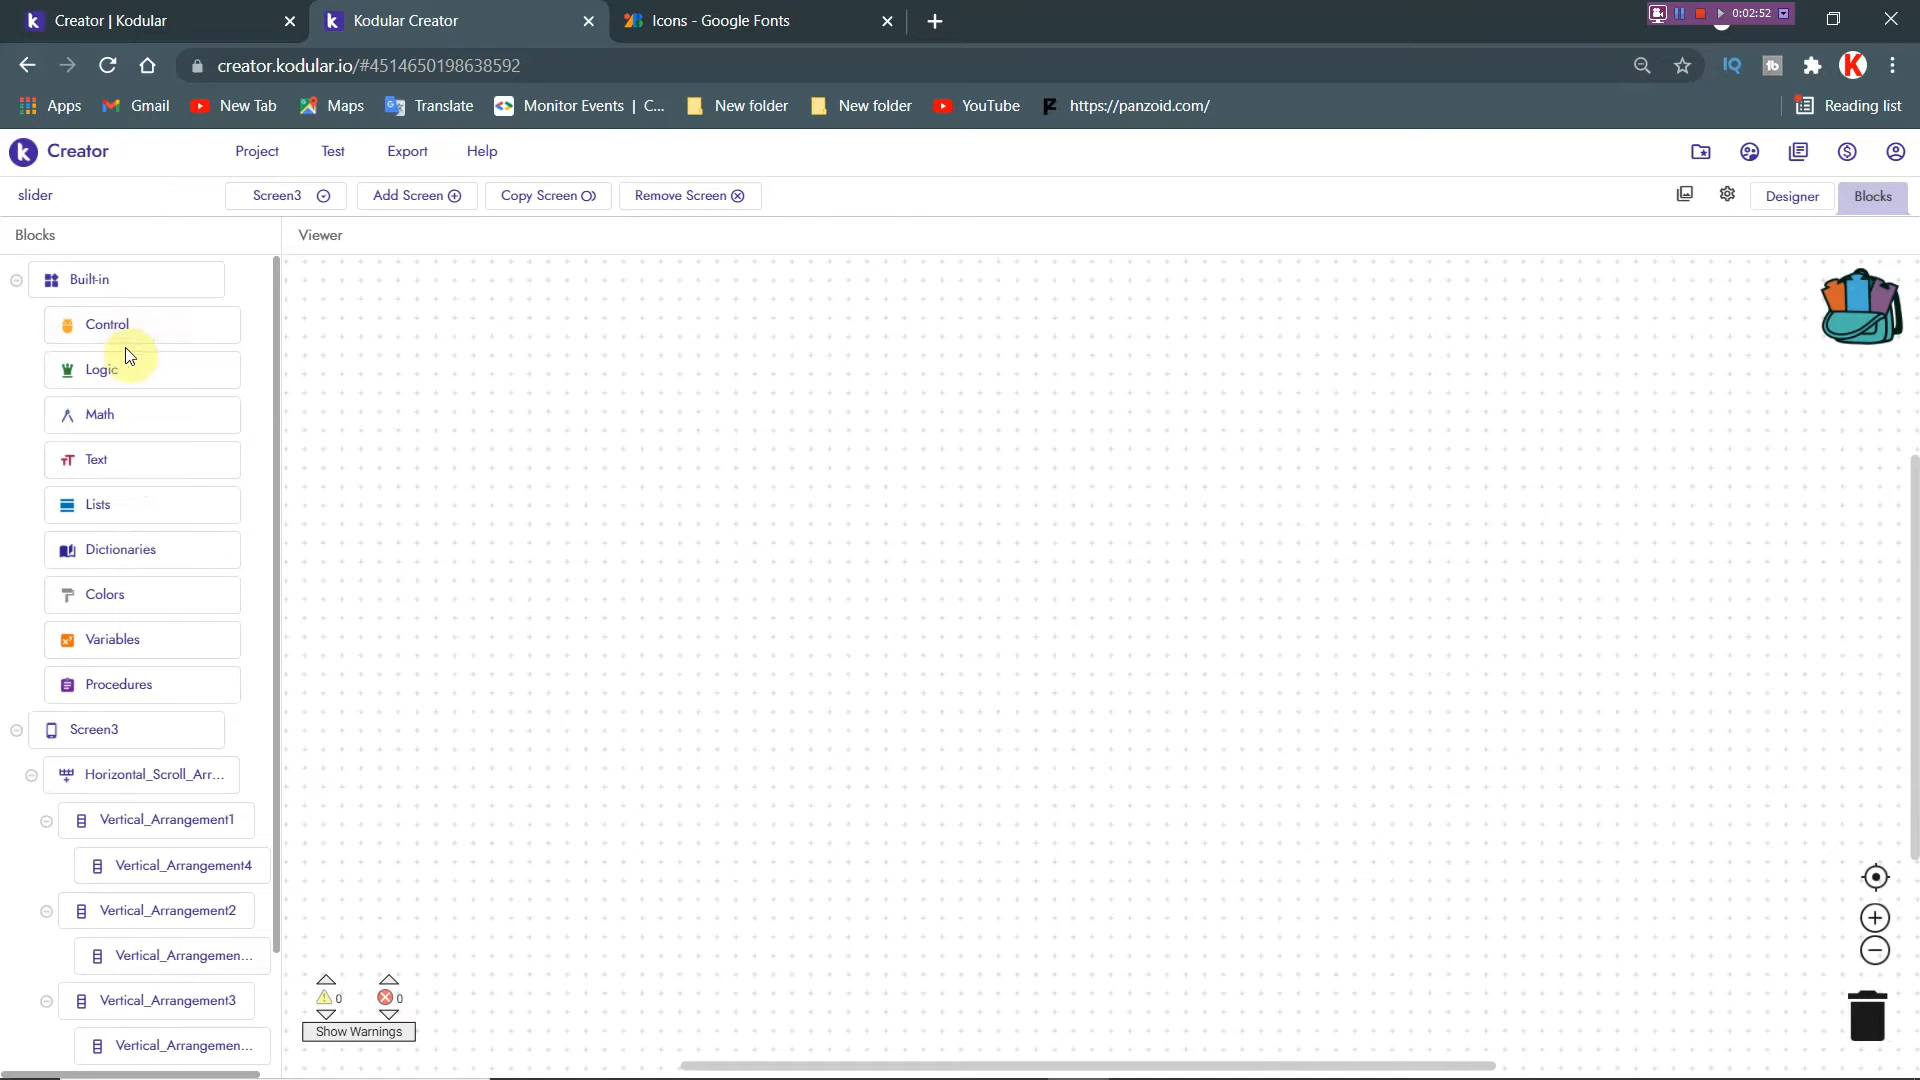 Creator | Kodular
Kodular Creator
Icons - Google Fonts
0:02:52
creator.kodular.io/#4514650198638592
IQ
tb
K
Apps
Gmail
New Tab
Maps
Translate
Monitor Events | C...
New folder
New folder
YouTube
https://panzoid.com/
Reading list
k
Creator
Project
Test
Export
Help
slider
Screen3
Add Screen
Copy Screen
Remove Screen
Designer
Blocks
Blocks
Viewer
Built-in
Control
Logic
Math
Text
Lists
Dictionaries
Colors
Variables
Procedures
Screen3
Horizontal_Scroll_Arr...
Vertical_Arrangement1
Vertical_Arrangement4
Vertical_Arrangement2
Vertical_Arrangemen...
Vertical_Arrangement3
Vertical_Arrangemen...
0
0
Show Warnings